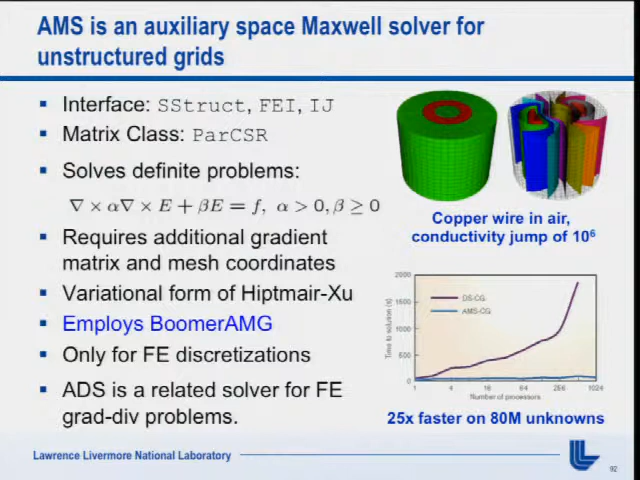 AMS is an auxiliary space Maxwell solver for
unstructured grids
▪ Interface: SStruct, FEI, IJ
▪ Matrix Class: ParCSR
▪ Solves definite problems:
∇ × α∇ × E + βE = f, α > 0, β ≥ 0
▪ Requires additional gradient
matrix and mesh coordinates
▪ Variational form of Hiptmair-Xu
▪ Employs BoomerAMG
▪ Only for FE discretizations
▪ ADS is a related solver for FE
grad-div problems.
Copper wire in air,
conductivity jump of 10⁶
2000
1500
1000
500
0
Time to solution (s)
DS-CG
AMS-CG
1 4 16 64 256 1024
Number of processors
25x faster on 80M unknowns
Lawrence Livermore National Laboratory
92